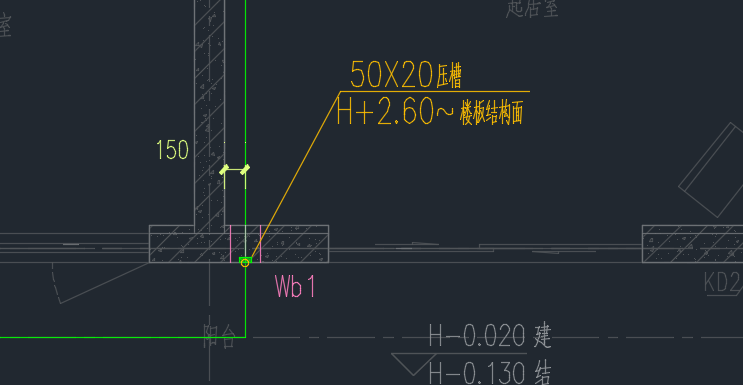 室
起居室
50X20压槽
H+2.60~楼板结构面
150
Wb1
KD2
阳台
H-0.020 建
H-0.130 结